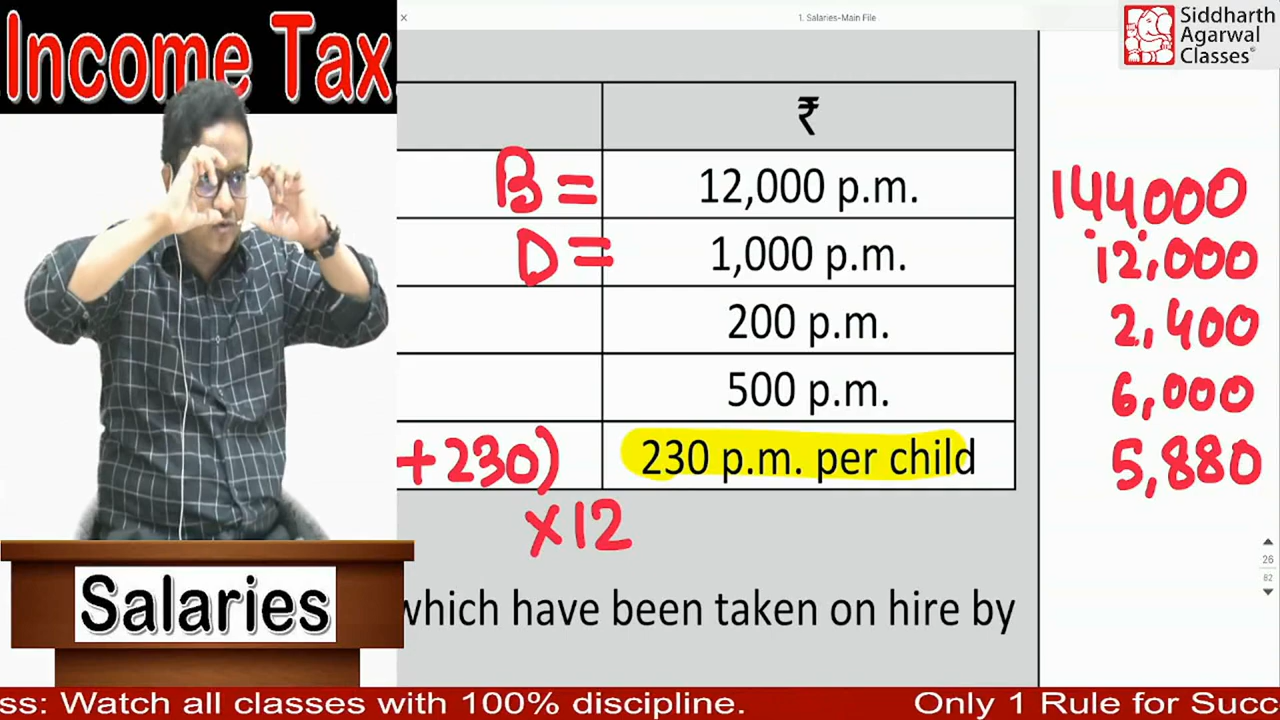 Income Tax
1. Salaries-Main File
Siddharth
Agarwal
Classes
₹
B = 12,000 p.m. 144000
D = 1,000 p.m. 12,000
200 p.m. 2,400
500 p.m. 6,000
+230) 230 p.m. per child 5,880
×12
26
82
Salaries
which have been taken on hire by
ss: Watch all classes with 100% discipline. Only 1 Rule for Succ